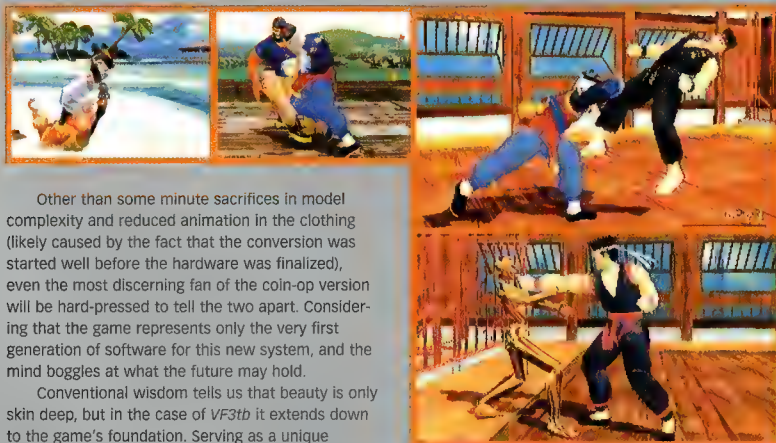 Other than some minute sacrifices in model
complexity and reduced animation in the clothing
(likely caused by the fact that the conversion was
started well before the hardware was finalized),
even the most discerning fan of the coin-op version
will be hard-pressed to tell the two apart. Consider-
ing that the game represents only the very first
generation of software for this new system, and the
mind boggles at what the future may hold.
Conventional wisdom tells us that beauty is only
skin deep, but in the case of VF3tb it extends down
to the game's foundation. Serving as a unique